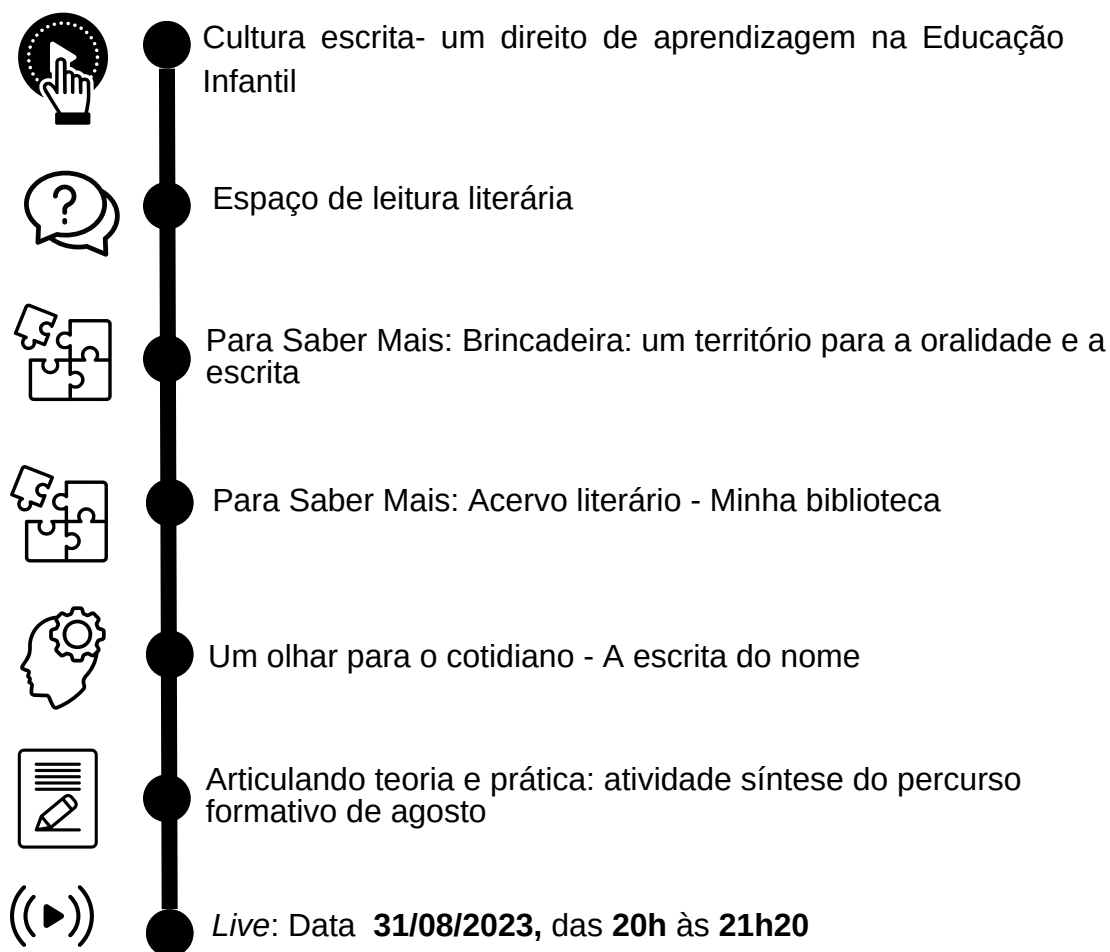 Cultura escrita- um direito de aprendizagem na Educação
Infantil
?
Espaço de leitura literária
Para Saber Mais: Brincadeira: um território para a oralidade e a
escrita
Para Saber Mais: Acervo literário - Minha biblioteca
Um olhar para o cotidiano - A escrita do nome
Articulando teoria e prática: atividade síntese do percurso
formativo de agosto
Live: Data 31/08/2023, das 20h às 21h20